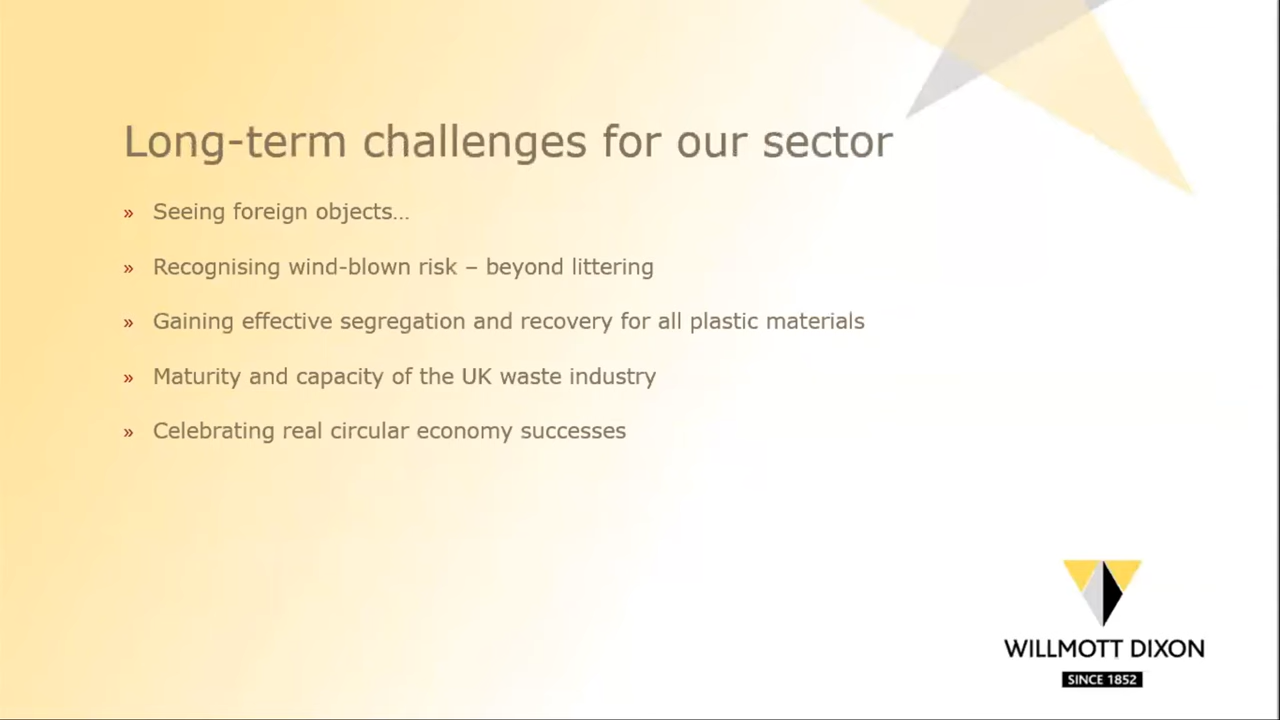 Long-term challenges for our sector
» Seeing foreign objects…
» Recognising wind-blown risk – beyond littering
» Gaining effective segregation and recovery for all plastic materials
» Maturity and capacity of the UK waste industry
» Celebrating real circular economy successes
WILLMOTT DIXON
SINCE 1852